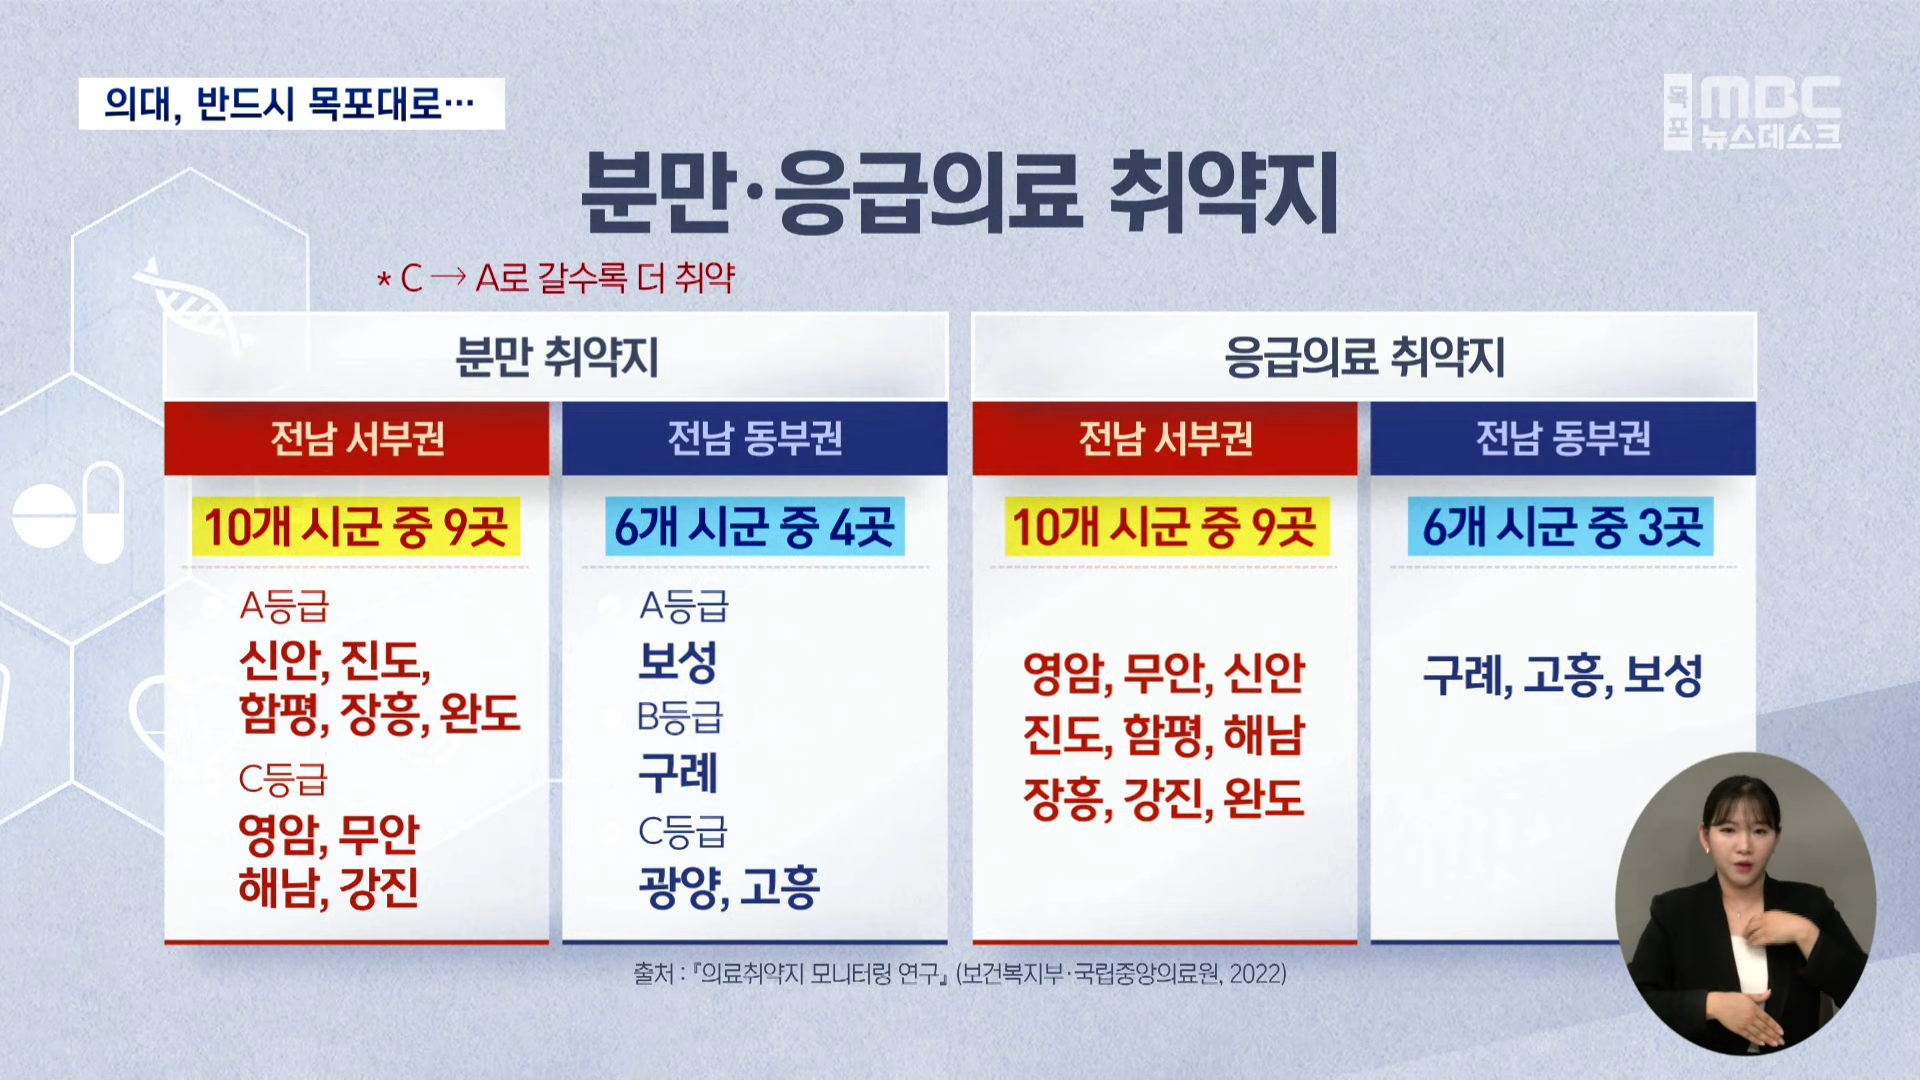 의대, 반드시 목포대로…
목포
MBC
뉴스데스크
분만·응급의료 취약지
* C → A로 갈수록 더 취약
분만 취약지
전남 서부권
10개 시군 중 9곳
A등급
신안, 진도,
함평, 장흥, 완도
C등급
영암, 무안
해남, 강진
전남 동부권
6개 시군 중 4곳
A등급
보성
B등급
구례
C등급
광양, 고흥
응급의료 취약지
전남 서부권
10개 시군 중 9곳
영암, 무안, 신안
진도, 함평, 해남
장흥, 강진, 완도
전남 동부권
6개 시군 중 3곳
구례, 고흥, 보성
출처 : 『의료취약지 모니터링 연구』 (보건복지부·국립중앙의료원, 2022)